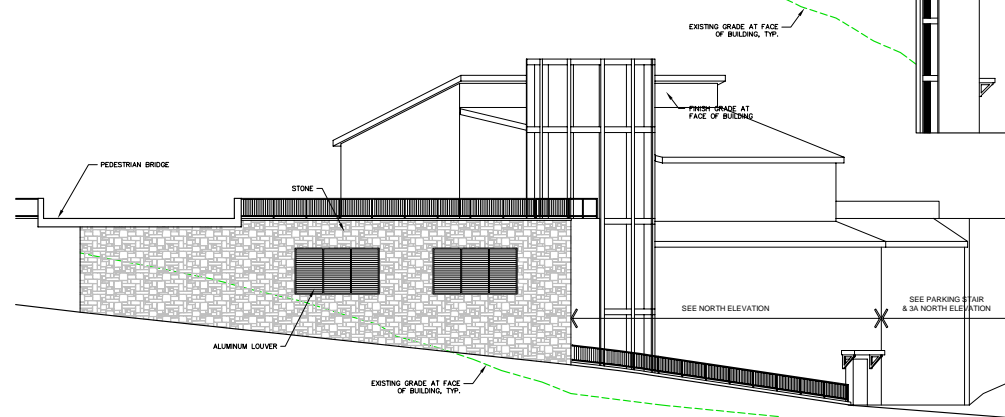 EXISTING GRADE AT FACE
OF BUILDING, TYP.
FINISH GRADE AT
FACE OF BUILDING
PEDESTRIAN BRIDGE
STONE
SEE NORTH ELEVATION
SEE PARKING STAIR
& 3A NORTH ELEVATION
ALUMINUM LOUVER
EXISTING GRADE AT FACE
OF BUILDING, TYP.